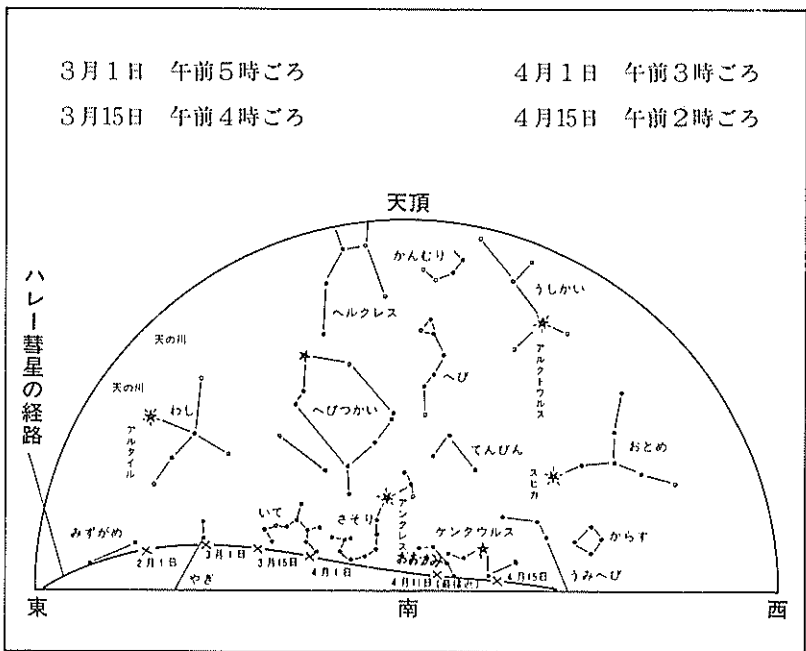 3月1日 午前5時ごろ
4月1日 午前3時ごろ
3月15日 午前4時ごろ
4月15日 午前2時ごろ
天頂
ハレー彗星の経路
かんむり
うしかい
ヘルクレス
天の川
アルクトウルス
へび
天の川
わし
へびつかい
アルタイル
てんびん
おとめ
スピカ
いて
さそり
アンタレス
みずがめ
ケンタウルス
からす
おおかみ
うみへび
2月1日
3月1日
3月15日
4月1日
4月11日
4月15日
やぎ
東
南
西